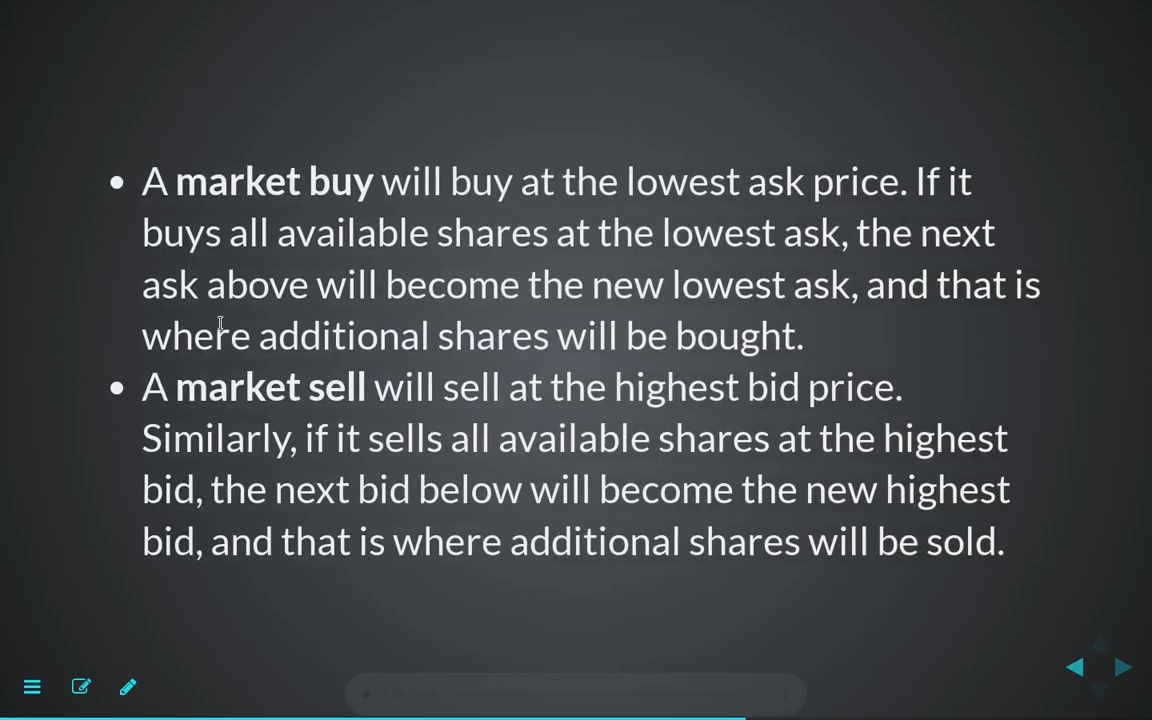 • A market buy will buy at the lowest ask price. If it
buys all available shares at the lowest ask, the next
ask above will become the new lowest ask, and that is
where additional shares will be bought.
• A market sell will sell at the highest bid price.
Similarly, if it sells all available shares at the highest
bid, the next bid below will become the new highest
bid, and that is where additional shares will be sold.